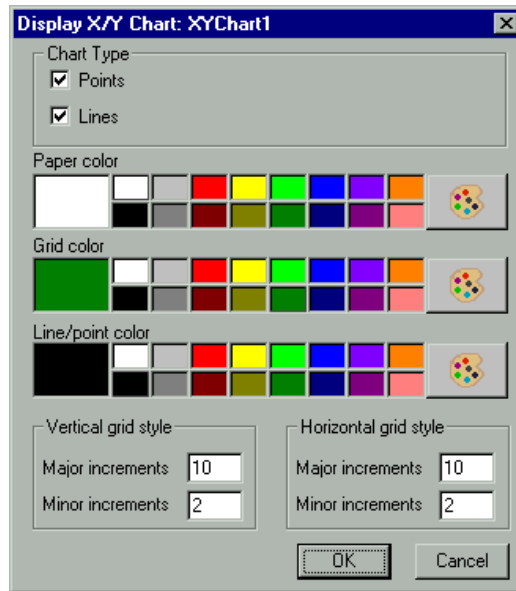 Display X/Y Chart: XYChart1
Chart Type
Points
Lines
Paper color
Grid color
Line/point color
Vertical grid style
Major increments 10
Minor increments 2
Horizontal grid style
Major increments 10
Minor increments 2
OK
Cancel